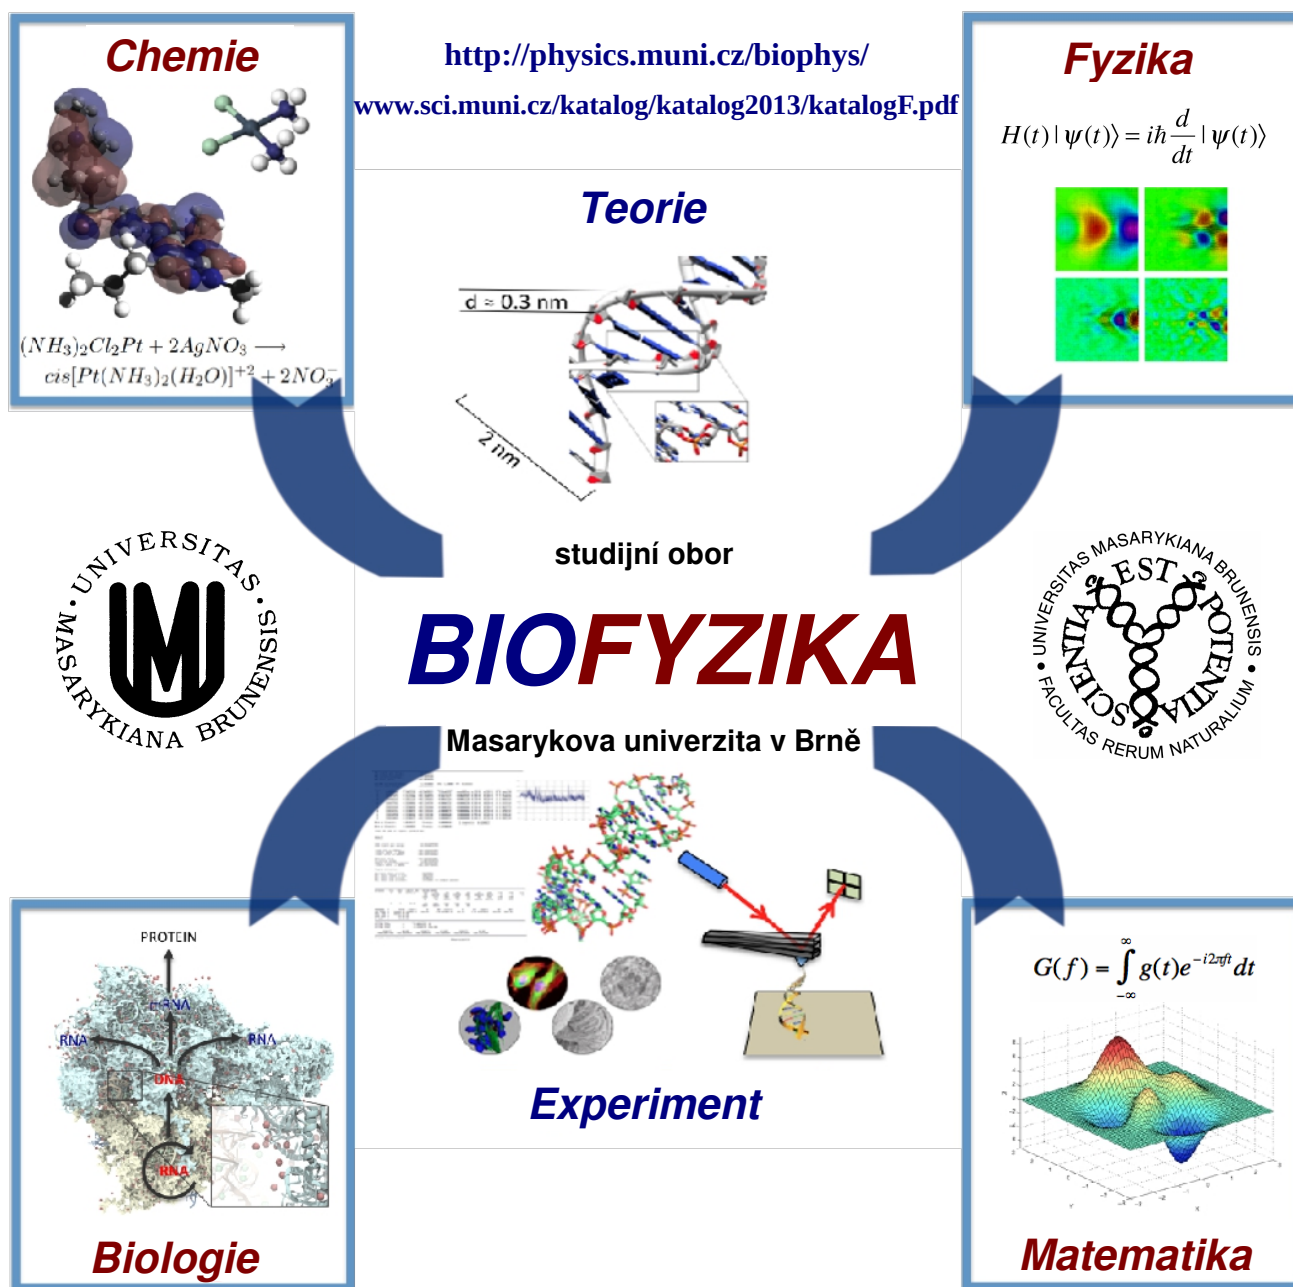 Chemie
http://physics.muni.cz/biophys/
www.sci.muni.cz/katalog/katalog2013/katalogF.pdf
Fyzika
H(t) | ψ(t)⟩ = iħ d/dt | ψ(t)⟩
(NH₃)₂Cl₂Pt + 2AgNO₃ ⟶
cis[Pt(NH₃)₂(H₂O)]⁺² + 2NO₃⁻
Teorie
d ≈ 0.3 nm
2 nm
UNIVERSITAS • MASARYKIANA BRUNENSIS •
studijní obor
BIOFYZIKA
Masarykova univerzita v Brně
• UNIVERSITAS MASARYKIANA BRUNENSIS •
FACULTAS RERUM NATURALIUM
SCIENTIA EST POTENTIA
PROTEIN
mRNA
RNA
RNA
DNA
RNA
Biologie
Experiment
G(f) = ∫_{-∞}^{∞} g(t)e^{-i2πft} dt
Matematika